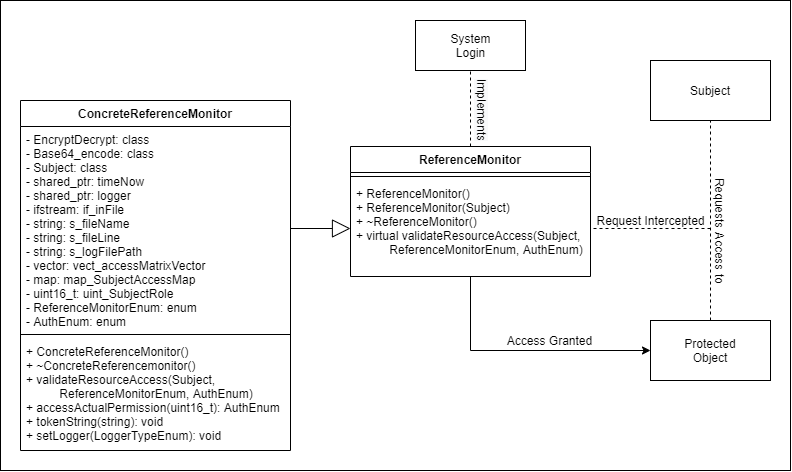 System
Login
Implements
Subject
Requests Access to
ConcreteReferenceMonitor
- EncryptDecrypt: class
- Base64_encode: class
- Subject: class
- shared_ptr: timeNow
- shared_ptr: logger
- ifstream: if_inFile
- string: s_fileName
- string: s_fileLine
- string: s_logFilePath
- vector: vect_accessMatrixVector
- map: map_SubjectAccessMap
- uint16_t: uint_SubjectRole
- ReferenceMonitorEnum: enum
- AuthEnum: enum
+ ConcreteReferenceMonitor()
+ ~ConcreteReferencemonitor()
+ validateResourceAccess(Subject,
ReferenceMonitorEnum, AuthEnum)
+ accessActualPermission(uint16_t): AuthEnum
+ tokenString(string): void
+ setLogger(LoggerTypeEnum): void
ReferenceMonitor
+ ReferenceMonitor()
+ ReferenceMonitor(Subject)
+ ~ReferenceMonitor()
+ virtual validateResourceAccess(Subject,
ReferenceMonitorEnum, AuthEnum)
Request Intercepted
Access Granted
Protected
Object